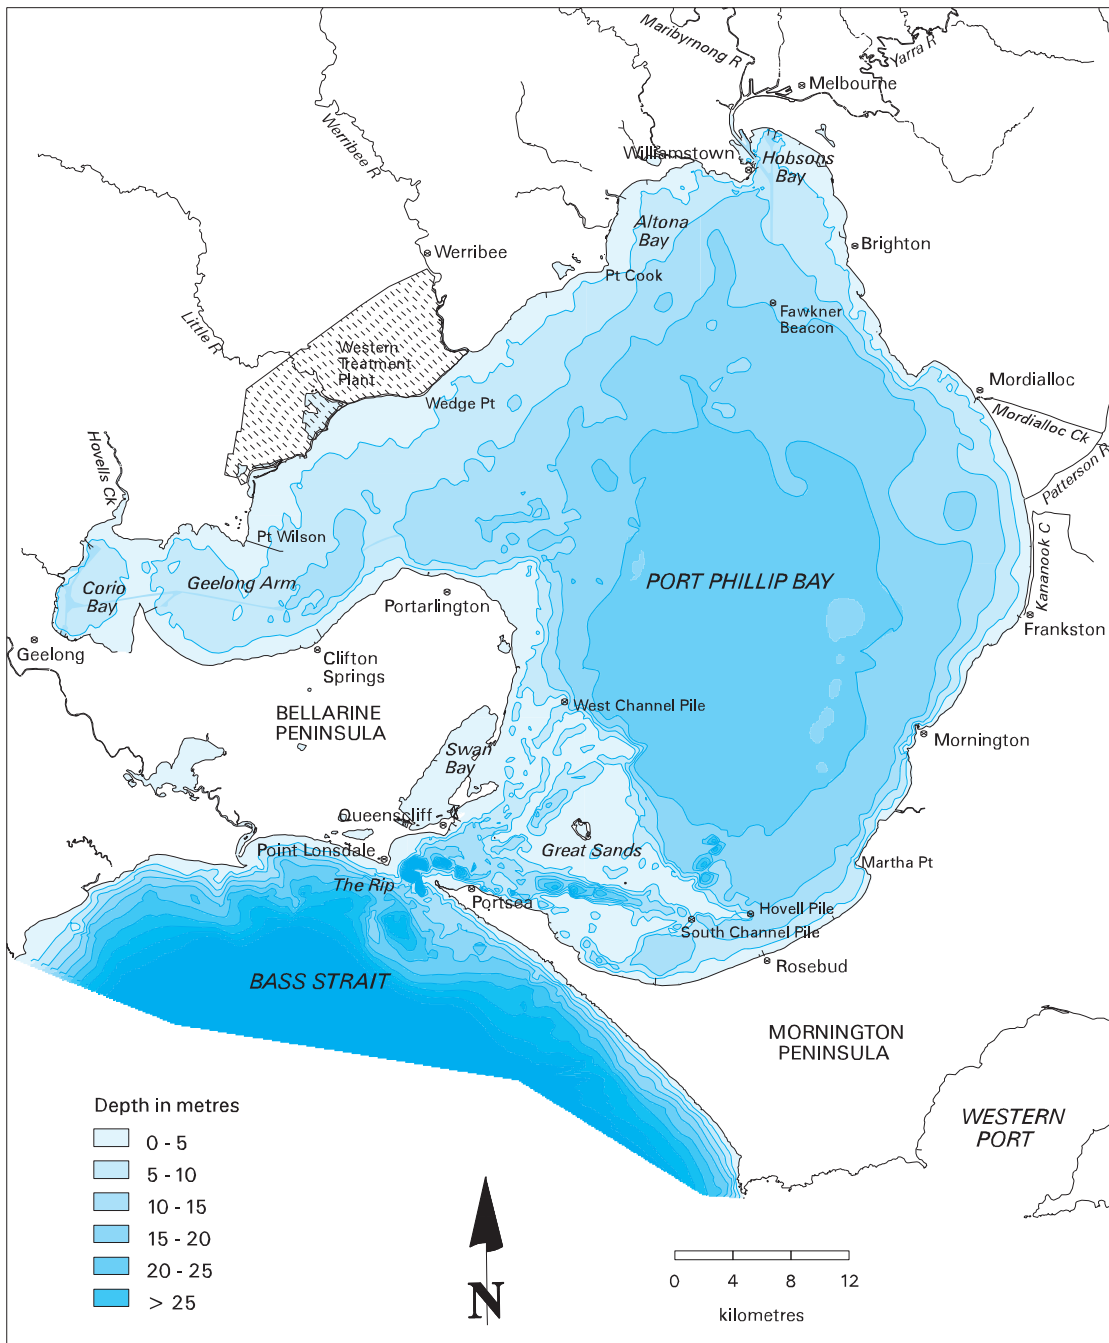 Maribyrnong R
Yarra R
Melbourne
Werribee R
Williamstown
Hobsons
Bay
Altona
Bay
Brighton
Werribee
Pt Cook
Fawkner
Beacon
Little R
Western
Treatment
Plant
Mordialloc
Wedge Pt
Mordialloc Ck
Hovells Ck
Patterson R
Pt Wilson
Kananook C
Corio
Bay
Geelong Arm
PORT PHILLIP BAY
Portarlington
Frankston
Geelong
Clifton
Springs
West Channel Pile
BELLARINE
PENINSULA
Mornington
Swan
Bay
Queenscliff
Point Lonsdale
Great Sands
Martha Pt
The Rip
Portsea
Hovell Pile
South Channel Pile
Rosebud
BASS STRAIT
MORNINGTON
PENINSULA
WESTERN
PORT
Depth in metres
0 - 5
5 - 10
10 - 15
15 - 20
20 - 25
> 25
N
0 4 8 12
kilometres